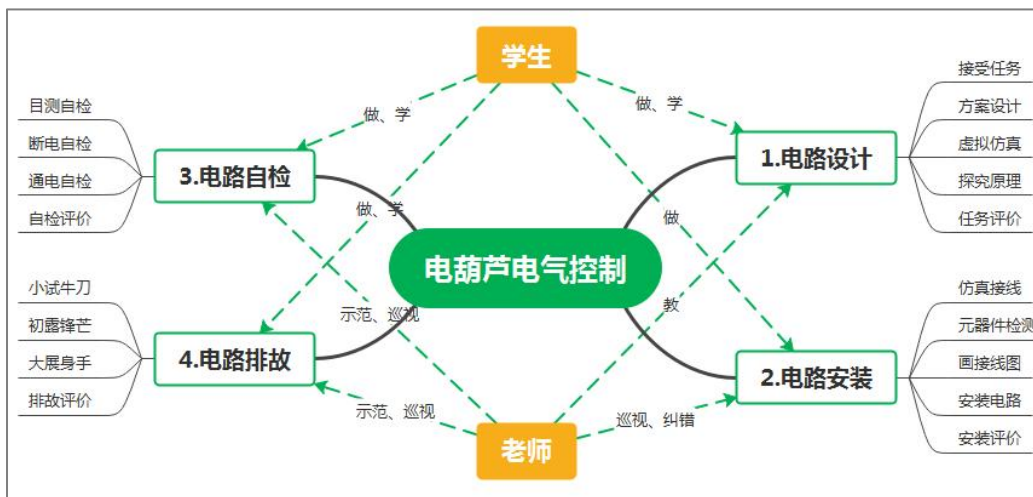 学生
接受任务
方案设计
虚拟仿真
探究原理
任务评价
目测自检
断电自检
通电自检
自检评价
做、学
做、学
3.电路自检
1.电路设计
做、学
做
电葫芦电气控制
示范、巡视
教
小试牛刀
初露锋芒
大展身手
排故评价
仿真接线
元器件检测
画接线图
安装电路
安装评价
4.电路排故
2.电路安装
示范、巡视
巡视、纠错
老师